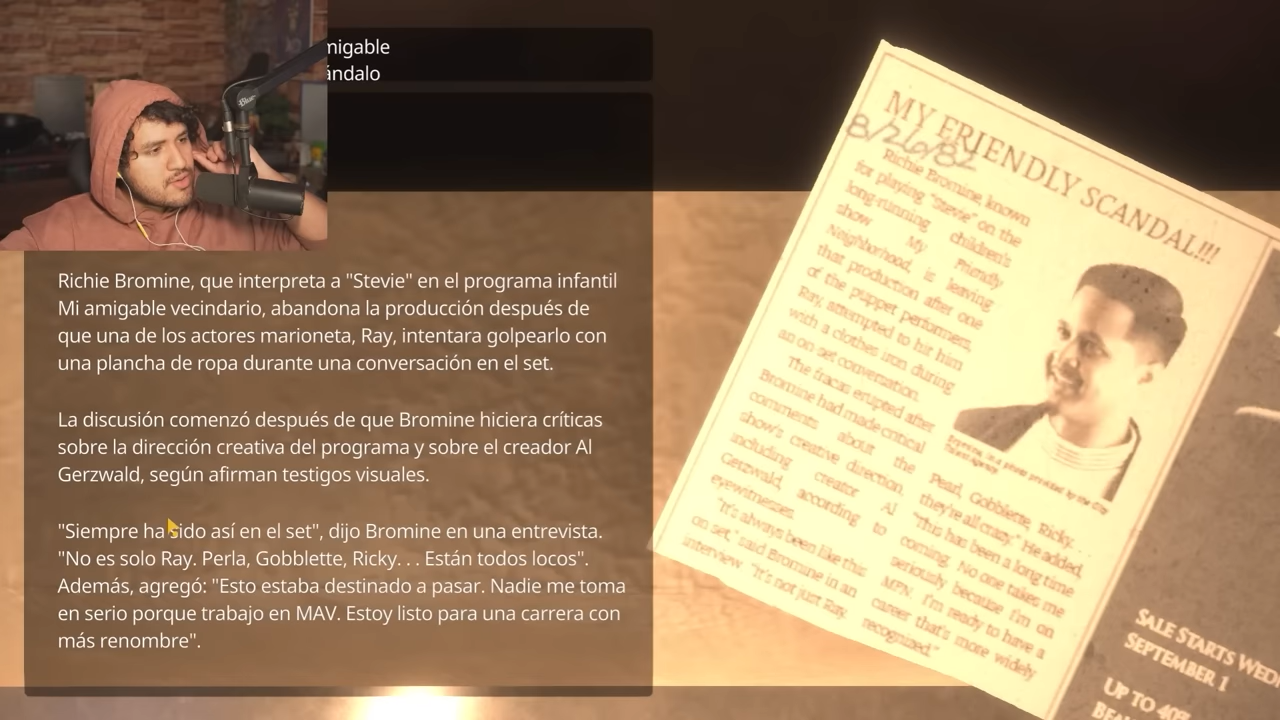 migable
ándalo
Richie Bromine, que interpreta a "Stevie" en el programa infantil
Mi amigable vecindario, abandona la producción después de
que una de los actores marioneta, Ray, intentara golpearlo con
una plancha de ropa durante una conversación en el set.
La discusión comenzó después de que Bromine hiciera críticas
sobre la dirección creativa del programa y sobre el creador Al
Gerzwald, según afirman testigos visuales.
"Siempre ha sido así en el set", dijo Bromine en una entrevista.
"No es solo Ray. Perla, Gobblette, Ricky. . . Están todos locos".
Además, agregó: "Esto estaba destinado a pasar. Nadie me toma
en serio porque trabajo en MAV. Estoy listo para una carrera con
más renombre".
MY FRIENDLY SCANDAL!!!
8/26/82
Richie Bromine, known
for playing "Stevie" on the
long-running children's
show My Friendly
Neighborhood, is leaving
that production after one
of the puppet performers,
Ray, attempted to hit him
with a clothes iron during
an on set conversation.
The fracas erupted after
Bromine had made critical
comments about the
show's creative direction,
including creator Al
Gerzwald, according to
eyewitnesses.
"It's always been like this
on set," said Bromine in an
interview. "It's not just Ray.
Bromine, in a photo provided by the
Pearl, Gobblette, Ricky. . .
they're all crazy." He added,
"This has been a long time
coming. No one takes me
seriously because I'm on
MFN. I'm ready to have a
career that's more widely
recognized."
SALE STARTS WED
SEPTEMBER 1
UP TO 40%